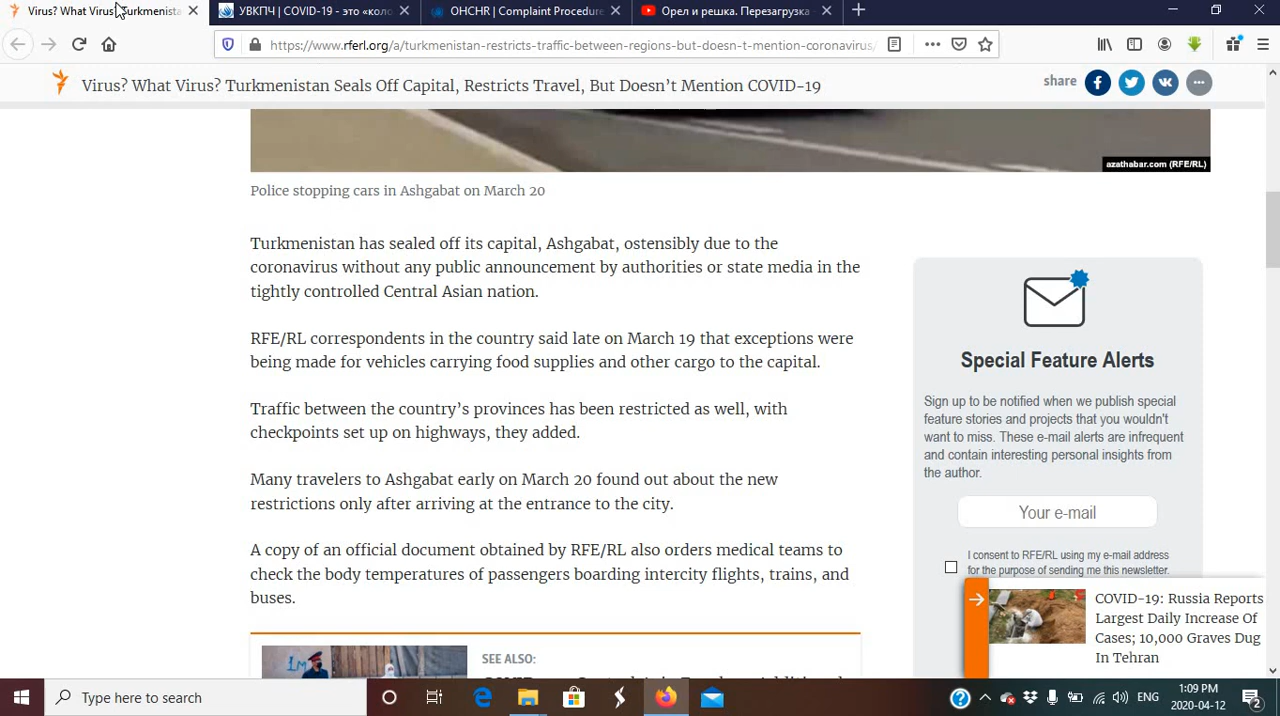 Virus? What Virus? Turkmenista
УВКПЧ | COVID-19 - это «коло
OHCHR | Complaint Procedure
Орел и решка. Перезагрузка -
https://www.rferl.org/a/turkmenistan-restricts-traffic-between-regions-but-doesn-t-mention-coronavirus/
Virus? What Virus? Turkmenistan Seals Off Capital, Restricts Travel, But Doesn’t Mention COVID-19
share
azathabar.com (RFE/RL)
Police stopping cars in Ashgabat on March 20
Turkmenistan has sealed off its capital, Ashgabat, ostensibly due to the
coronavirus without any public announcement by authorities or state media in the
tightly controlled Central Asian nation.
RFE/RL correspondents in the country said late on March 19 that exceptions were
being made for vehicles carrying food supplies and other cargo to the capital.
Traffic between the country’s provinces has been restricted as well, with
checkpoints set up on highways, they added.
Many travelers to Ashgabat early on March 20 found out about the new
restrictions only after arriving at the entrance to the city.
A copy of an official document obtained by RFE/RL also orders medical teams to
check the body temperatures of passengers boarding intercity flights, trains, and
buses.
SEE ALSO:
Special Feature Alerts
Sign up to be notified when we publish special
feature stories and projects that you wouldn't
want to miss. These e-mail alerts are infrequent
and contain interesting personal insights from
the author.
Your e-mail
I consent to RFE/RL using my e-mail address
for the purpose of sending me this newsletter.
COVID-19: Russia Reports
Largest Daily Increase Of
Cases; 10,000 Graves Dug
In Tehran
Type here to search
ENG
1:09 PM
2020-04-12
2